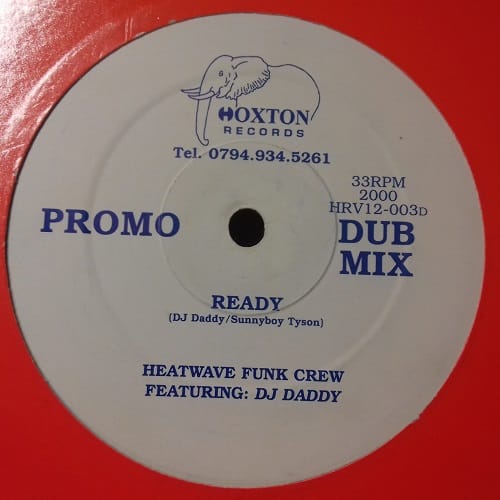 HOXTON
RECORDS
Tel. 0794.934.5261
33RPM
2000
HRV12-003D
PROMO
DUB
MIX
READY
(DJ Daddy/Sunnyboy Tyson)
HEATWAVE FUNK CREW
FEATURING: DJ DADDY